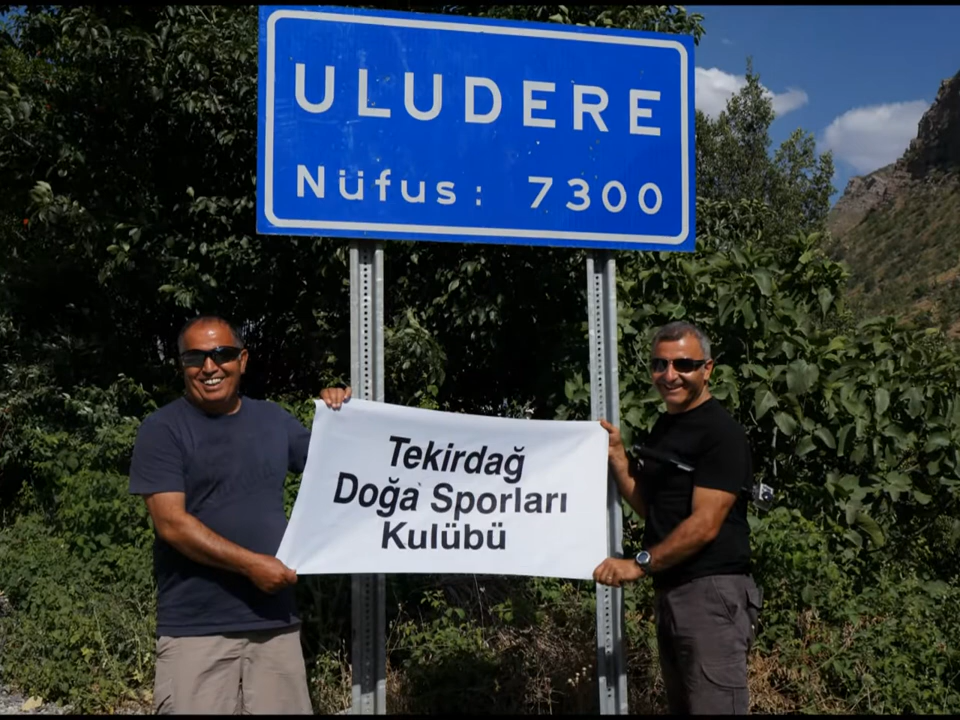 ULUDERE
Nüfus: 7300
Tekirdağ
Doğa Sporları
Kulübü